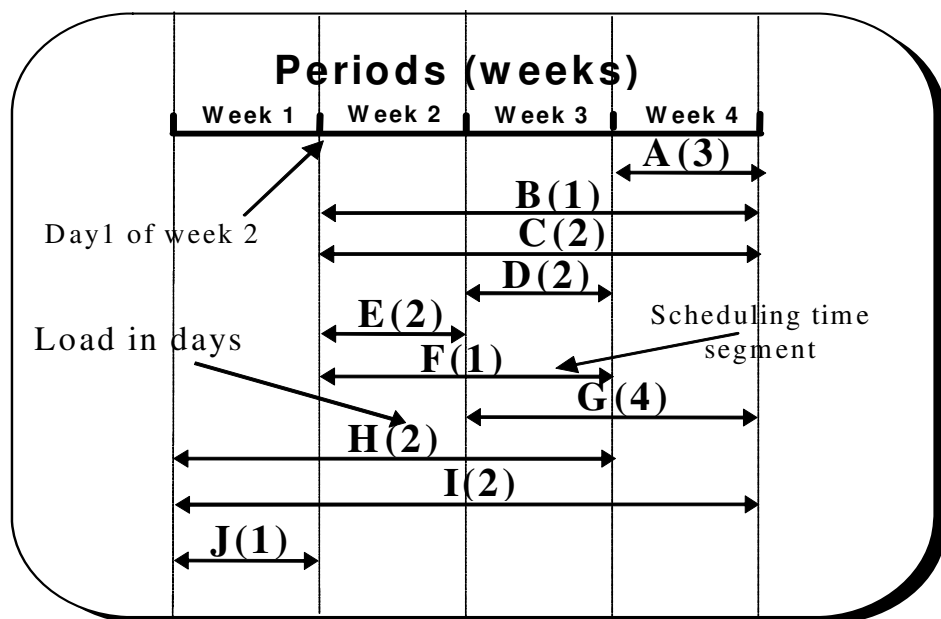 Periods (weeks)
Week 1 Week 2 Week 3 Week 4
A(3)
B(1)
Day1 of week 2
C(2)
D(2)
E(2)
Scheduling time
segment
Load in days
F(1)
G(4)
H(2)
I(2)
J(1)